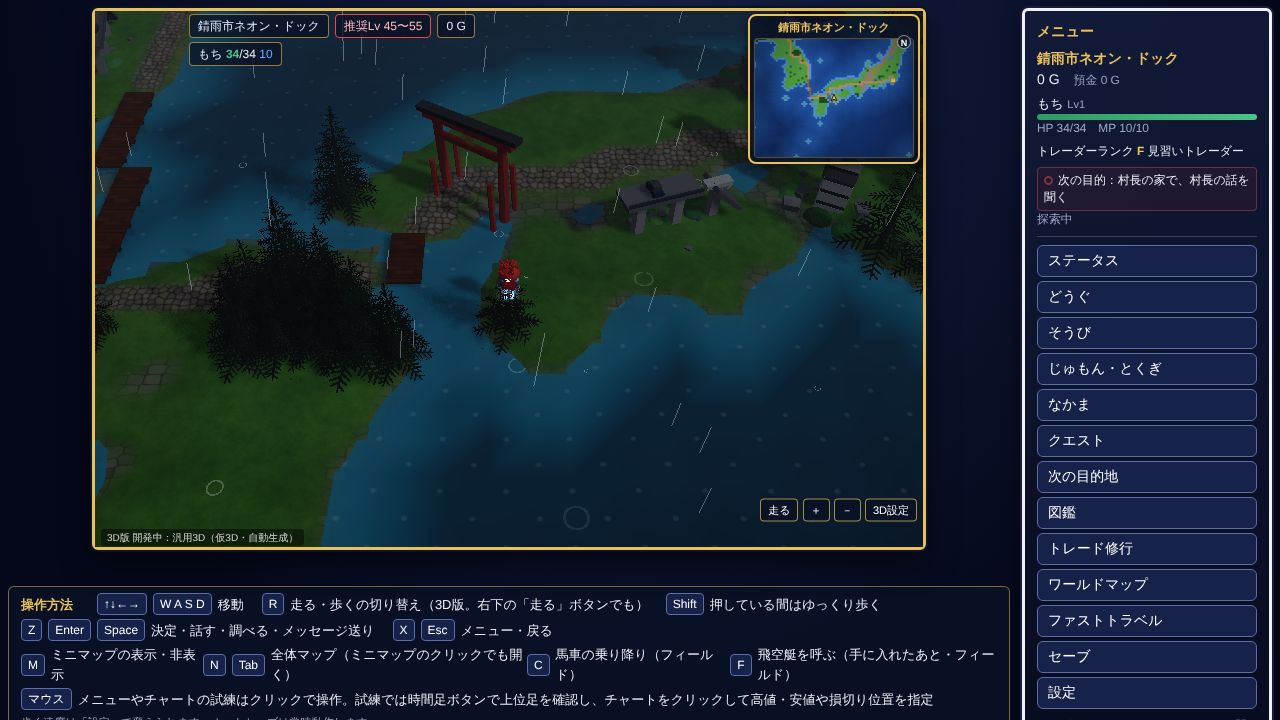 錆雨市ネオン・ドック
推奨Lv 45〜55
0 G
もち 34/34 10
錆雨市ネオン・ドック
N
走る
+
−
3D設定
3D版 開発中：汎用3D（仮3D・自動生成）
メニュー
錆雨市ネオン・ドック
0 G 預金 0 G
もち Lv1
HP 34/34 MP 10/10
トレーダーランク F 見習いトレーダー
次の目的：村長の家で、村長の話を
聞く
探索中
ステータス
どうぐ
そうび
じゅもん・とくぎ
なかま
クエスト
次の目的地
図鑑
トレード修行
ワールドマップ
ファストトラベル
セーブ
設定
操作方法 ↑↓←→ W A S D 移動 R 走る・歩くの切り替え（3D版。右下の「走る」ボタンでも） Shift 押している間はゆっくり歩く
Z Enter Space 決定・話す・調べる・メッセージ送り X Esc メニュー・戻る
M ミニマップの表示・非表示 N Tab 全体マップ（ミニマップのクリックでも開く） C 馬車の乗り降り（フィールド） F 飛空艇を呼ぶ（手に入れたあと・フィールド）
マウス メニューやチャートの試練はクリックで操作。試練では時間足ボタンで上位足を確認し、チャートをクリックして高値・安値や損切り位置を指定